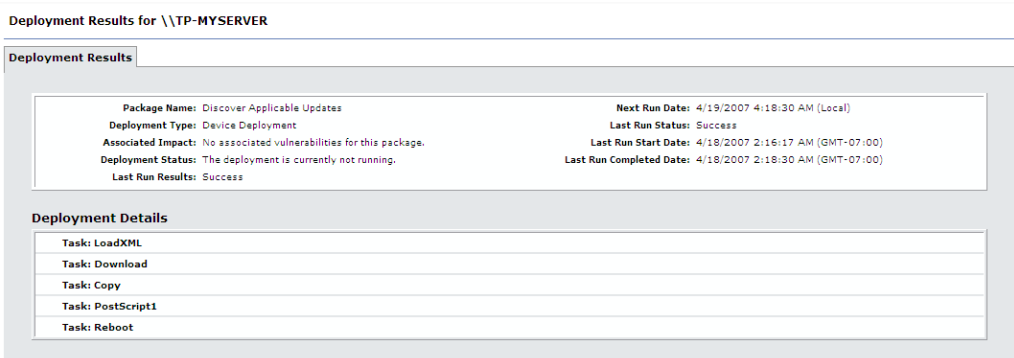 Deployment Results for \\TP-MYSERVER
Deployment Results
Package Name: Discover Applicable Updates
Deployment Type: Device Deployment
Associated Impact: No associated vulnerabilities for this package.
Deployment Status: The deployment is currently not running.
Last Run Results: Success
Next Run Date: 4/19/2007 4:18:30 AM (Local)
Last Run Status: Success
Last Run Start Date: 4/18/2007 2:16:17 AM (GMT-07:00)
Last Run Completed Date: 4/18/2007 2:18:30 AM (GMT-07:00)
Deployment Details
Task: LoadXML
Task: Download
Task: Copy
Task: PostScript1
Task: Reboot